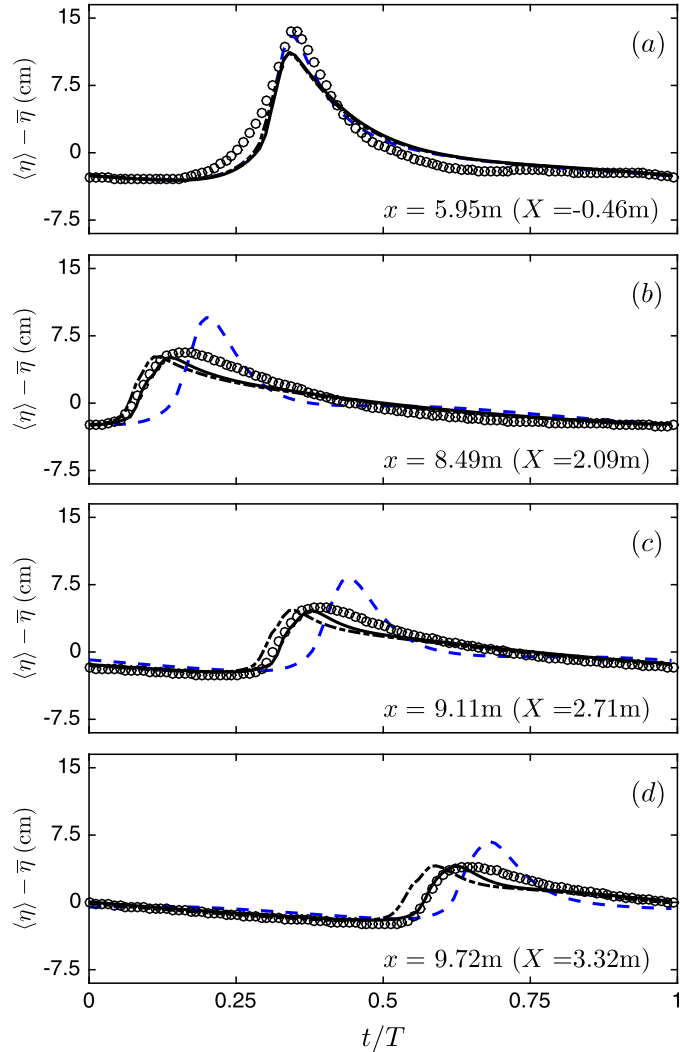 15
7.5
0
-7.5
⟨η⟩ − η̅ (cm)
(a)
x = 5.95m (X =-0.46m)
15
7.5
0
-7.5
⟨η⟩ − η̅ (cm)
(b)
x = 8.49m (X =2.09m)
15
7.5
0
-7.5
⟨η⟩ − η̅ (cm)
(c)
x = 9.11m (X =2.71m)
15
7.5
0
-7.5
⟨η⟩ − η̅ (cm)
(d)
x = 9.72m (X =3.32m)
0 0.25 0.5 0.75 1
t/T